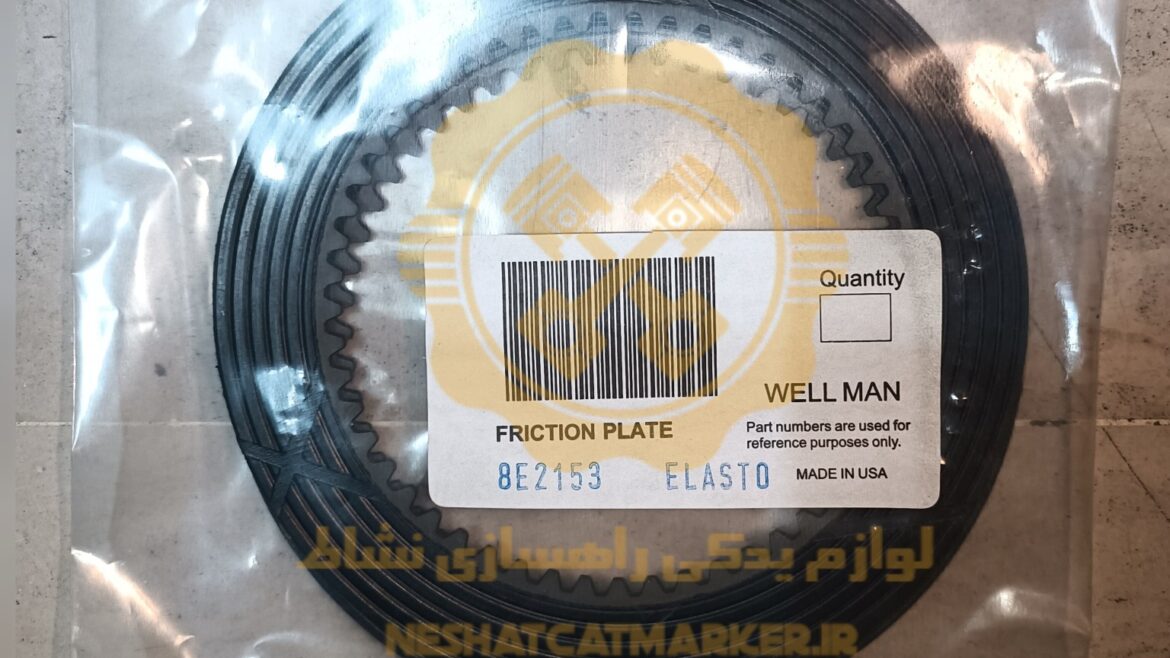 Quantity
WELL MAN
FRICTION PLATE
Part numbers are used for
reference purposes only.
8E2153 ELASTO
MADE IN USA
لوازم یدکی راهسازی نشاط
NESHATCATMARKER.IR